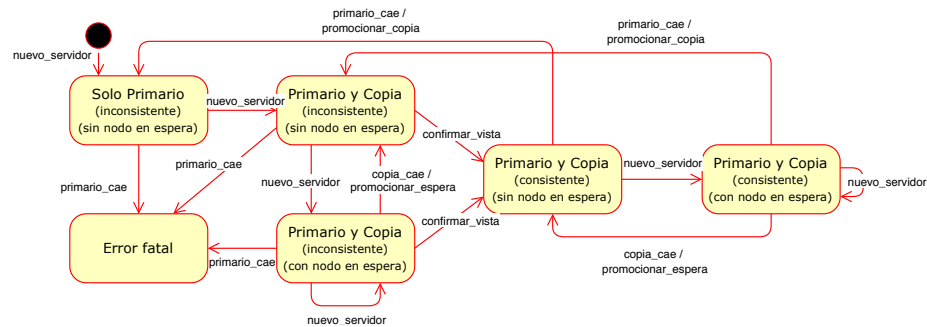 primario_cae /
promocionar_copia
primario_cae /
promocionar_copia
nuevo_servidor
Solo Primario
(inconsistente)
(sin nodo en espera)
nuevo_servidor
Primario y Copia
(inconsistente)
(sin nodo en espera)
confirmar_vista
primario_cae
primario_cae
nuevo_servidor
copia_cae /
promocionar_espera
Primario y Copia
(consistente)
(sin nodo en espera)
nuevo_servidor
Primario y Copia
(consistente)
(con nodo en espera)
nuevo_servidor
Error fatal
primario_cae
Primario y Copia
(inconsistente)
(con nodo en espera)
confirmar_vista
copia_cae /
promocionar_espera
nuevo_servidor